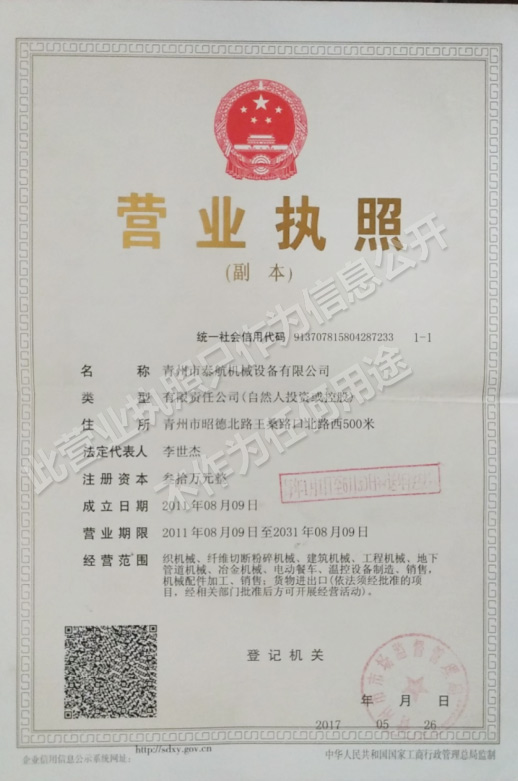 营业执照
(副 本)
统一社会信用代码 913707815804287233 1-1
名 称 青州市泰航机械设备有限公司
类 型 有限责任公司(自然人投资或控股)
住 所 青州市昭德北路王桑路口北路西500米
法定代表人 李世杰
注册资本 叁拾万元整
成立日期 2011年08月09日
营业期限 2011年08月09日至2031年08月09日
经营范围 织机械、纤维切断粉碎机械、建筑机械、工程机械、地下
管道机械、冶金机械、电动餐车、温控设备制造、销售,
机械配件加工、销售; 货物进出口(依法须经批准的项
目, 经相关部门批准后方可开展经营活动)。
登记机关
年 月 日
2017 05 26
http://sdxy.gov.cn
企业信用信息公示系统网址:
中华人民共和国国家工商行政管理总局监制
此营业执照只作为信息公开
不作为任何用途